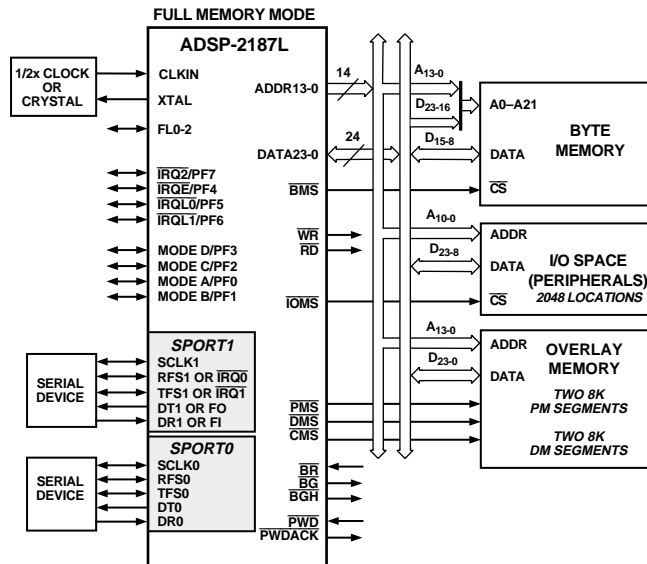 FULL MEMORY MODE
ADSP-2187L
1/2x CLOCK
OR
CRYSTAL
CLKIN
XTAL
FL0-2
IRQ2/PF7
IRQE/PF4
IRQL0/PF5
IRQL1/PF6
MODE D/PF3
MODE C/PF2
MODE A/PF0
MODE B/PF1
SPORT1
SCLK1
RFS1 OR IRQ0
TFS1 OR IRQ1
DT1 OR FO
DR1 OR FI
SERIAL
DEVICE
SPORT0
SCLK0
RFS0
TFS0
DT0
DR0
SERIAL
DEVICE
ADDR13-0
14
DATA23-0
24
BMS
WR
RD
IOMS
PMS
DMS
CMS
BR
BG
BGH
PWD
PWDACK
A13-0
D23-16
D15-8
A0–A21
DATA
CS
BYTE
MEMORY
A10-0
D23-8
ADDR
DATA
CS
I/O SPACE
(PERIPHERALS)
2048 LOCATIONS
A13-0
D23-0
ADDR
DATA
OVERLAY
MEMORY
TWO 8K
PM SEGMENTS
TWO 8K
DM SEGMENTS